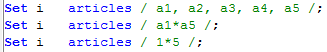 Set i   articles / a1, a2, a3, a4, a5 /;
Set i   articles / a1*a5 /;
Set i   articles / 1*5 /;